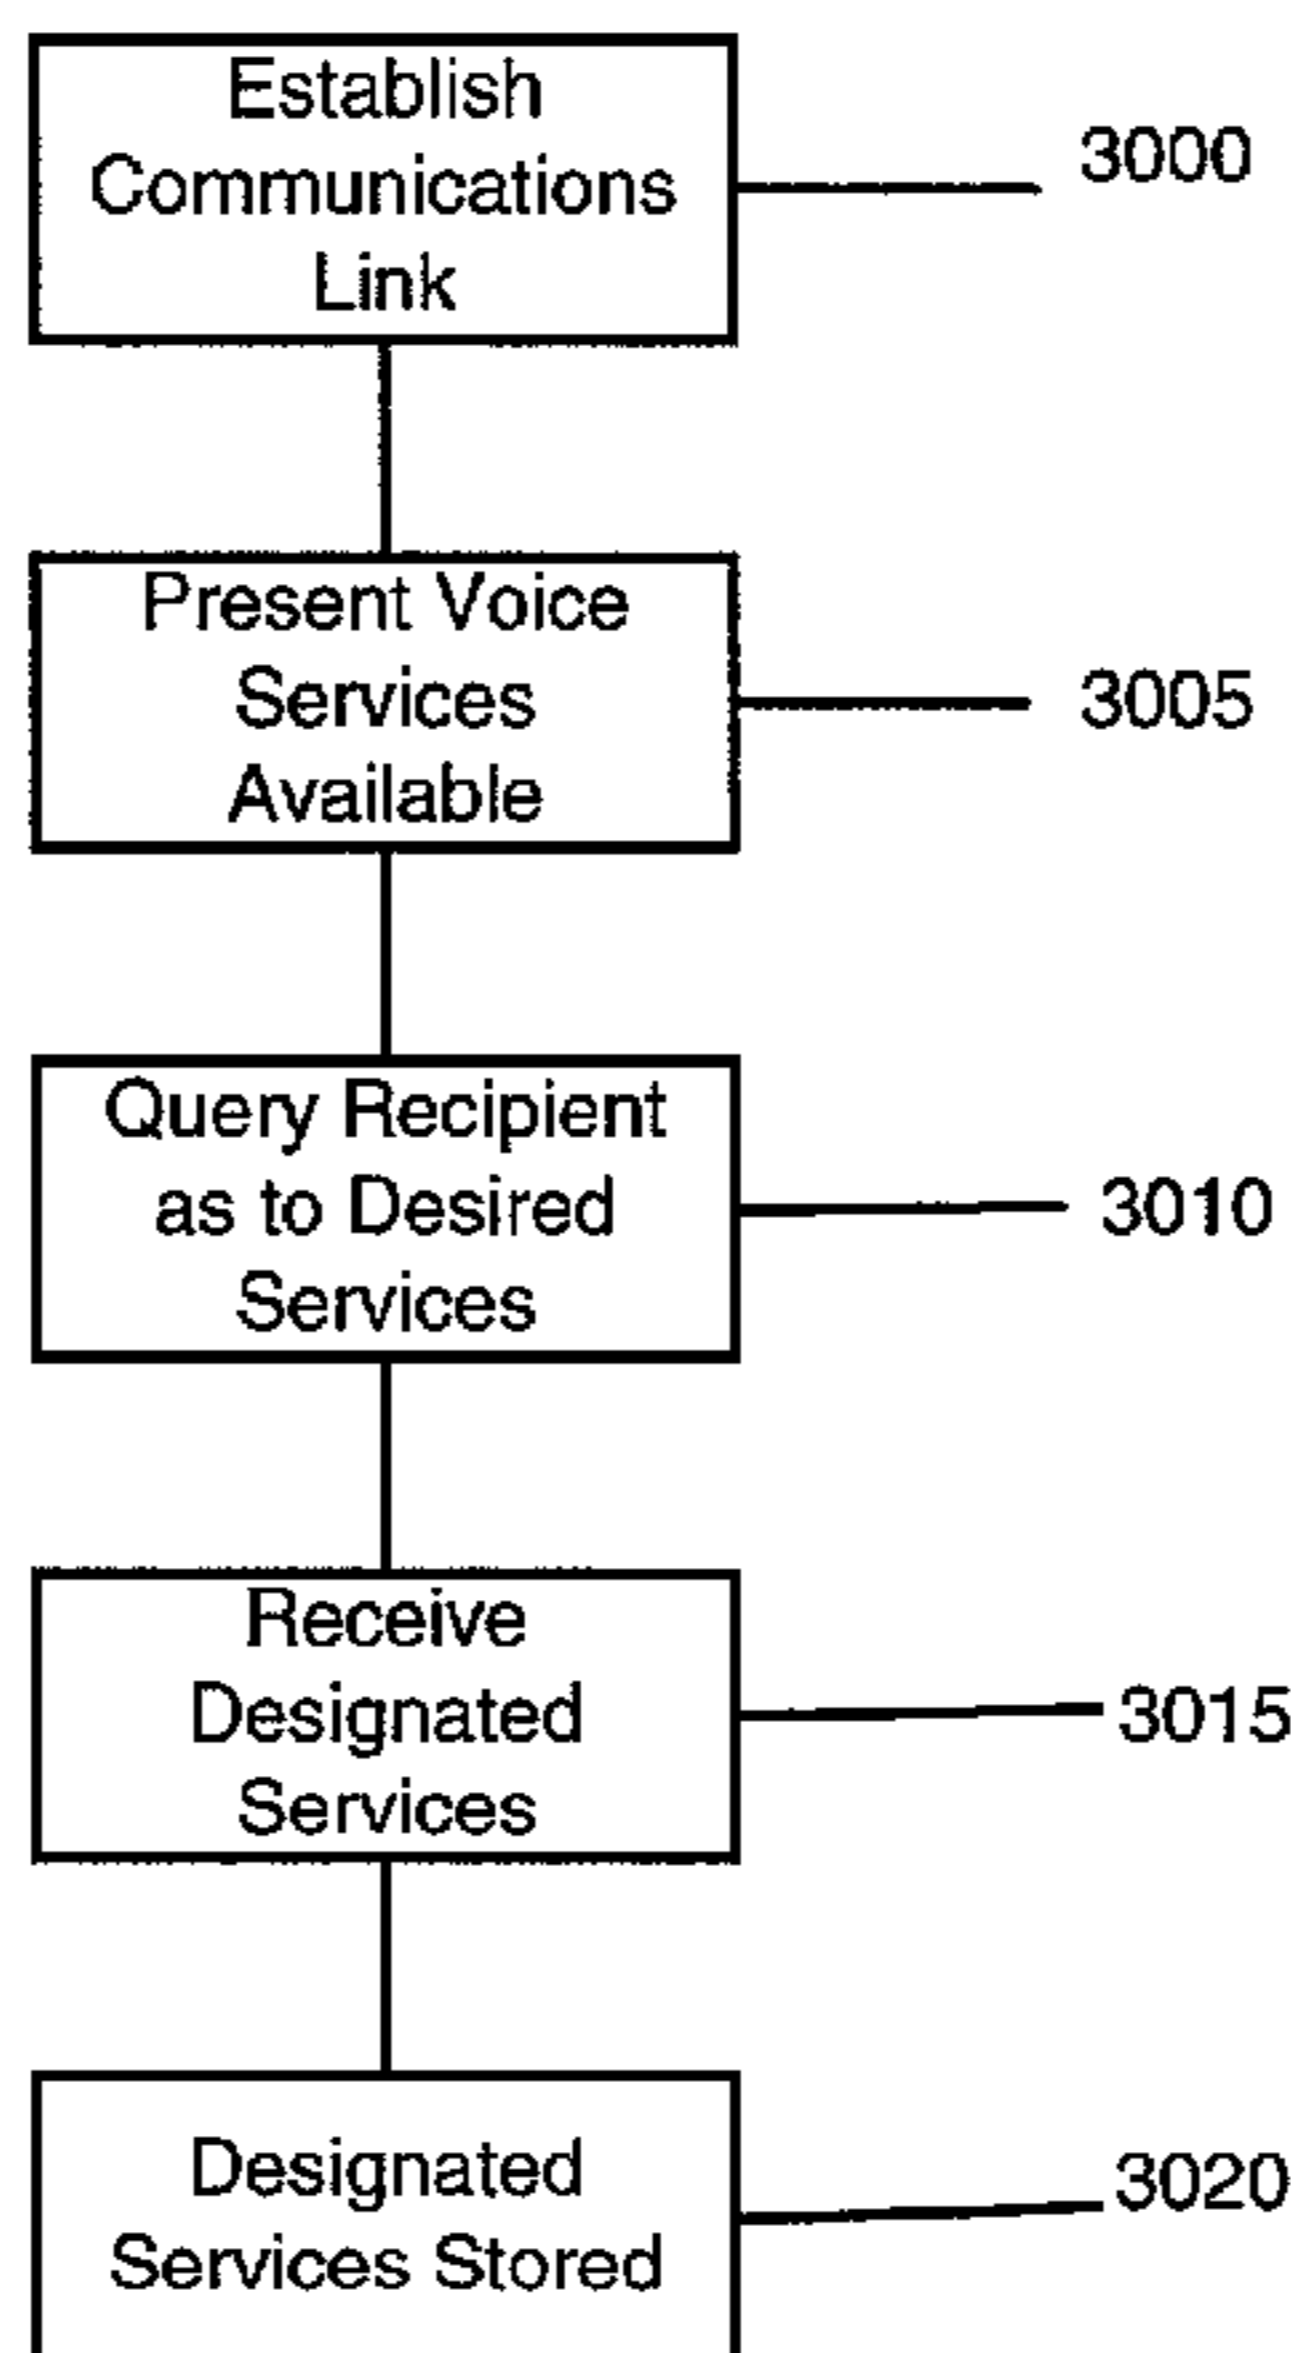 Establish
Communications
Link
3000
Present Voice
Services
Available
3005
Query Recipient
as to Desired
Services
3010
Receive
Designated
Services
3015
Designated
Services Stored
3020